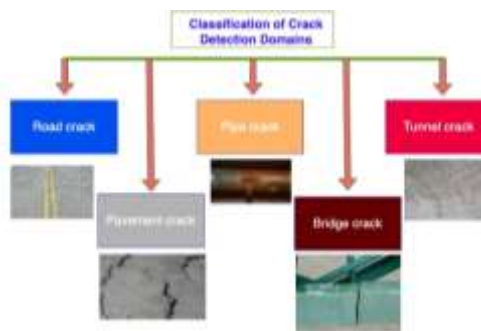 Classification of Crack
Detection Domains
Road crack
Pipe crack
Tunnel crack
Pavement crack
Bridge crack